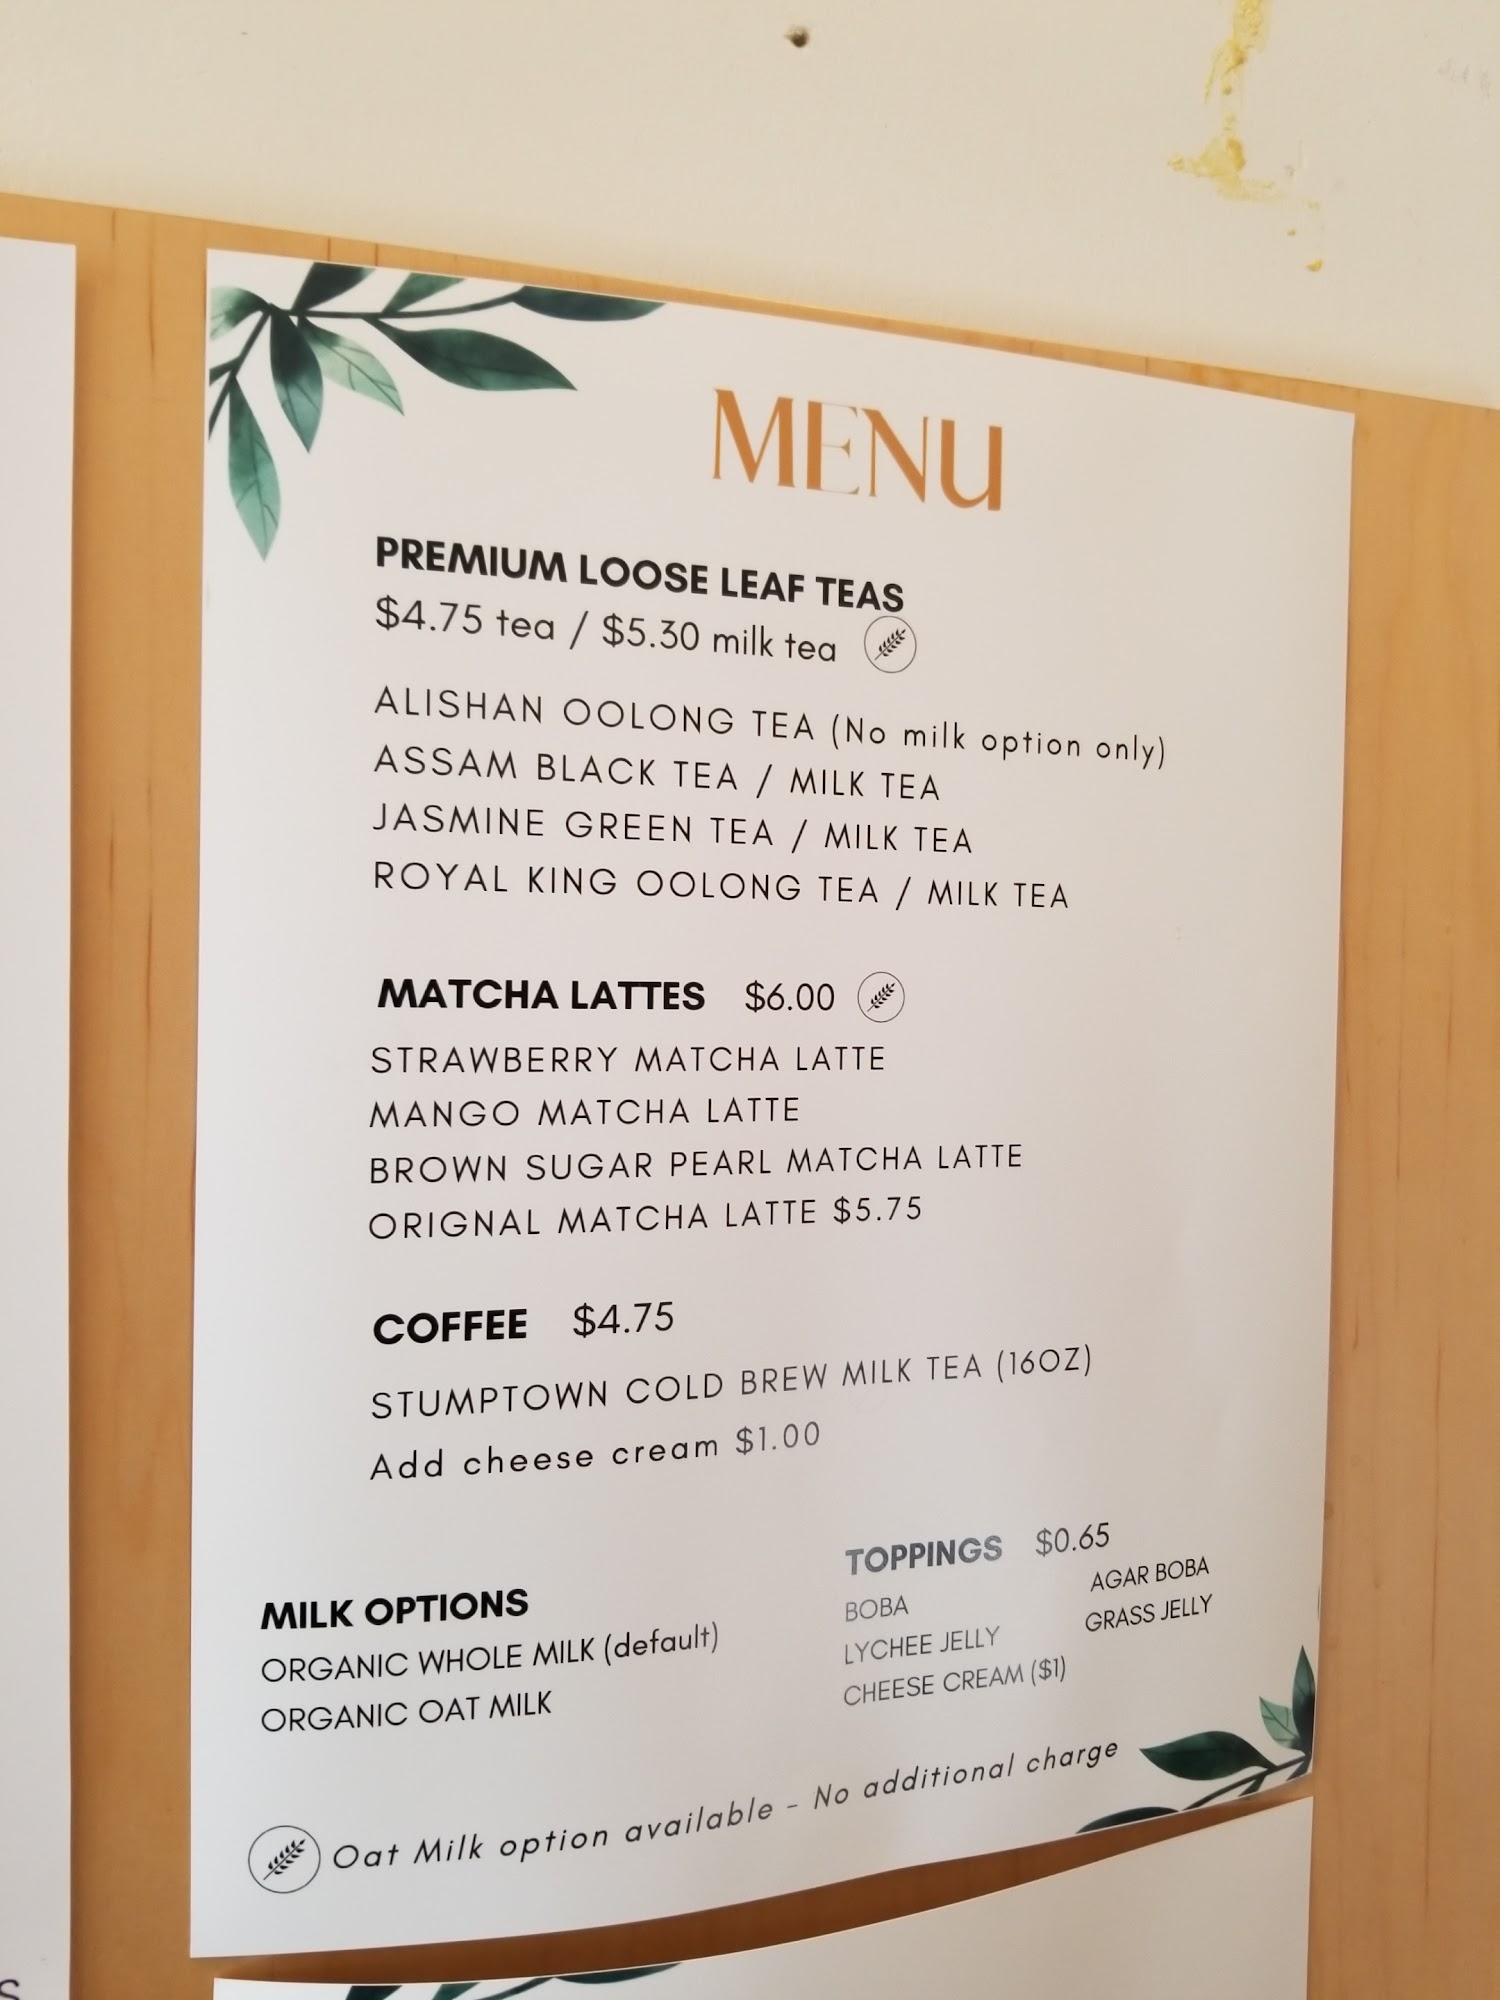 MENU
PREMIUM LOOSE LEAF TEAS
$4.75 tea / $5.30 milk tea
ALISHAN OOLONG TEA (No milk option only)
ASSAM BLACK TEA / MILK TEA
JASMINE GREEN TEA / MILK TEA
ROYAL KING OOLONG TEA / MILK TEA
MATCHA LATTES $6.00
STRAWBERRY MATCHA LATTE
MANGO MATCHA LATTE
BROWN SUGAR PEARL MATCHA LATTE
ORIGNAL MATCHA LATTE $5.75
COFFEE $4.75
STUMPTOWN COLD BREW MILK TEA (16OZ)
Add cheese cream $1.00
MILK OPTIONS
ORGANIC WHOLE MILK (default)
ORGANIC OAT MILK
TOPPINGS $0.65
BOBA
LYCHEE JELLY
CHEESE CREAM ($1)
AGAR BOBA
GRASS JELLY
Oat Milk option available - No additional charge